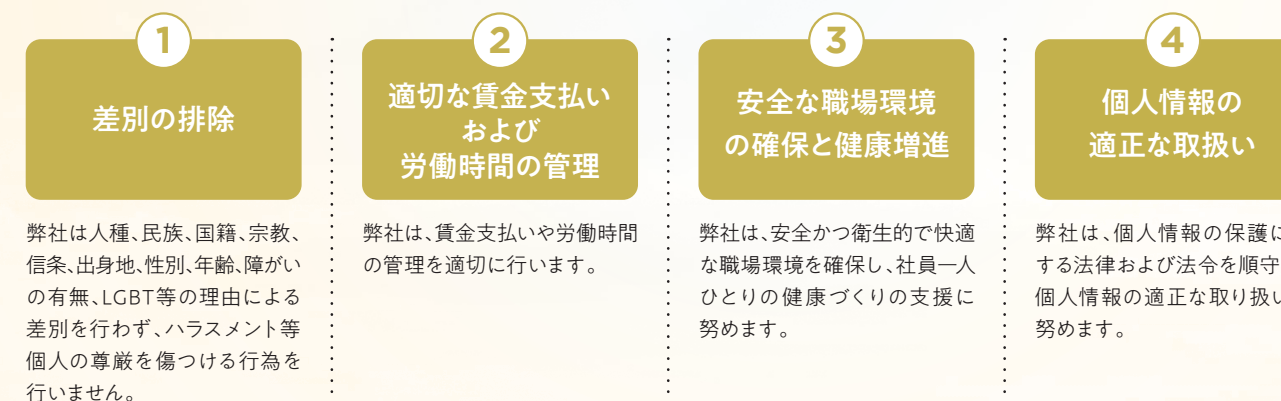 1
差別の排除
弊社は人種、民族、国籍、宗教、
信条、出身地、性別、年齢、障がい
の有無、LGBT等の理由による
差別を行わず、ハラスメント等
個人の尊厳を傷つける行為を
行いません。
2
適切な賃金支払い
および
労働時間の管理
弊社は、賃金支払いや労働時間
の管理を適切に行います。
3
安全な職場環境
の確保と健康増進
弊社は、安全かつ衛生的で快適
な職場環境を確保し、社員一人
ひとりの健康づくりの支援に
努めます。
4
個人情報の
適正な取扱い
弊社は、個人情報の保護に
する法律および法令を順守
個人情報の適正な取り扱い
努めます。